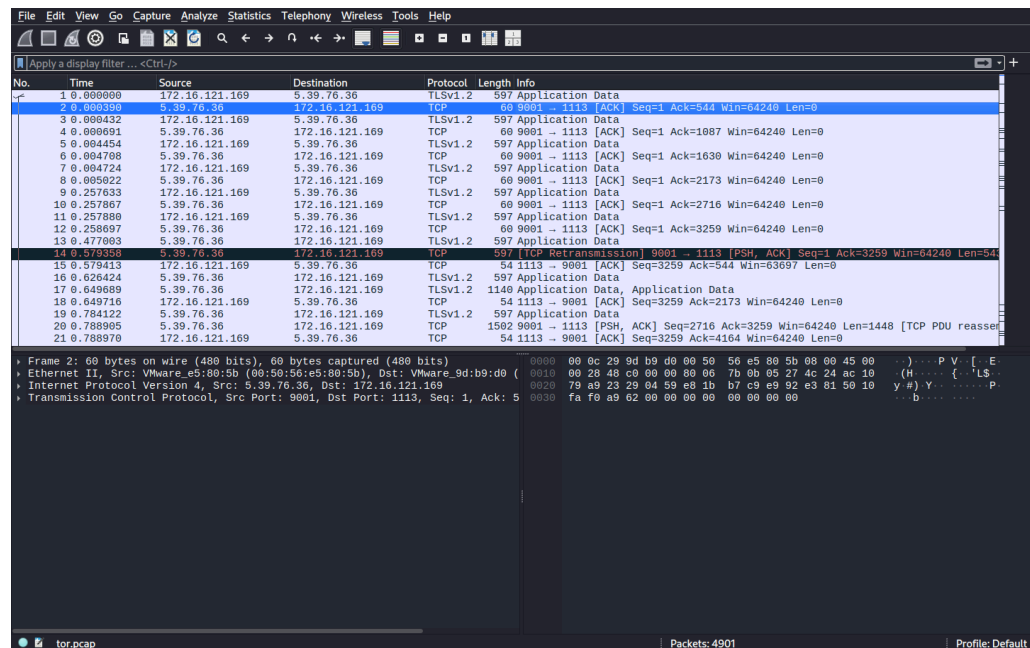 File Edit View Go Capture Analyze Statistics Telephony Wireless Tools Help
Apply a display filter ... <Ctrl-/>
No. Time Source Destination Protocol Length Info
1 0.000000 172.16.121.169 5.39.76.36 TLSv1.2 597 Application Data
2 0.000390 5.39.76.36 172.16.121.169 TCP 60 9001 → 1113 [ACK] Seq=1 Ack=544 Win=64240 Len=0
3 0.000432 172.16.121.169 5.39.76.36 TLSv1.2 597 Application Data
4 0.000691 5.39.76.36 172.16.121.169 TCP 60 9001 → 1113 [ACK] Seq=1 Ack=1087 Win=64240 Len=0
5 0.004454 172.16.121.169 5.39.76.36 TLSv1.2 597 Application Data
6 0.004708 5.39.76.36 172.16.121.169 TCP 60 9001 → 1113 [ACK] Seq=1 Ack=1630 Win=64240 Len=0
7 0.004724 172.16.121.169 5.39.76.36 TLSv1.2 597 Application Data
8 0.005022 5.39.76.36 172.16.121.169 TCP 60 9001 → 1113 [ACK] Seq=1 Ack=2173 Win=64240 Len=0
9 0.257633 172.16.121.169 5.39.76.36 TLSv1.2 597 Application Data
10 0.257867 5.39.76.36 172.16.121.169 TCP 60 9001 → 1113 [ACK] Seq=1 Ack=2716 Win=64240 Len=0
11 0.257880 172.16.121.169 5.39.76.36 TLSv1.2 597 Application Data
12 0.258697 5.39.76.36 172.16.121.169 TCP 60 9001 → 1113 [ACK] Seq=1 Ack=3259 Win=64240 Len=0
13 0.477003 5.39.76.36 172.16.121.169 TLSv1.2 597 Application Data
14 0.579358 5.39.76.36 172.16.121.169 TCP 597 [TCP Retransmission] 9001 → 1113 [PSH, ACK] Seq=1 Ack=3259 Win=64240 Len=543
15 0.579413 172.16.121.169 5.39.76.36 TCP 54 1113 → 9001 [ACK] Seq=3259 Ack=544 Win=63697 Len=0
16 0.626424 5.39.76.36 172.16.121.169 TLSv1.2 597 Application Data
17 0.649689 5.39.76.36 172.16.121.169 TLSv1.2 1140 Application Data, Application Data
18 0.649716 172.16.121.169 5.39.76.36 TCP 54 1113 → 9001 [ACK] Seq=3259 Ack=2173 Win=64240 Len=0
19 0.784122 5.39.76.36 172.16.121.169 TLSv1.2 597 Application Data
20 0.788905 5.39.76.36 172.16.121.169 TCP 1502 9001 → 1113 [PSH, ACK] Seq=2716 Ack=3259 Win=64240 Len=1448 [TCP PDU reassem
21 0.788970 172.16.121.169 5.39.76.36 TCP 54 1113 → 9001 [ACK] Seq=3259 Ack=4164 Win=64240 Len=0
Frame 2: 60 bytes on wire (480 bits), 60 bytes captured (480 bits)
Ethernet II, Src: VMware_e5:80:5b (00:50:56:e5:80:5b), Dst: VMware_9d:b9:d0 (
Internet Protocol Version 4, Src: 5.39.76.36, Dst: 172.16.121.169
Transmission Control Protocol, Src Port: 9001, Dst Port: 1113, Seq: 1, Ack: 5
0000 00 0c 29 9d b9 d0 00 50 56 e5 80 5b 08 00 45 00 ··)····P V··[··E·
0010 00 28 48 c0 00 00 80 06 7b 0b 05 27 4c 24 ac 10 ·(H····· {··'L$··
0020 79 a9 23 29 04 59 e8 1b b7 c9 e9 92 e3 81 50 10 y·#)·Y·· ······P·
0030 fa f0 a9 62 00 00 00 00 00 00 00 00 ···b···· ····
tor.pcap
Packets: 4901
Profile: Default